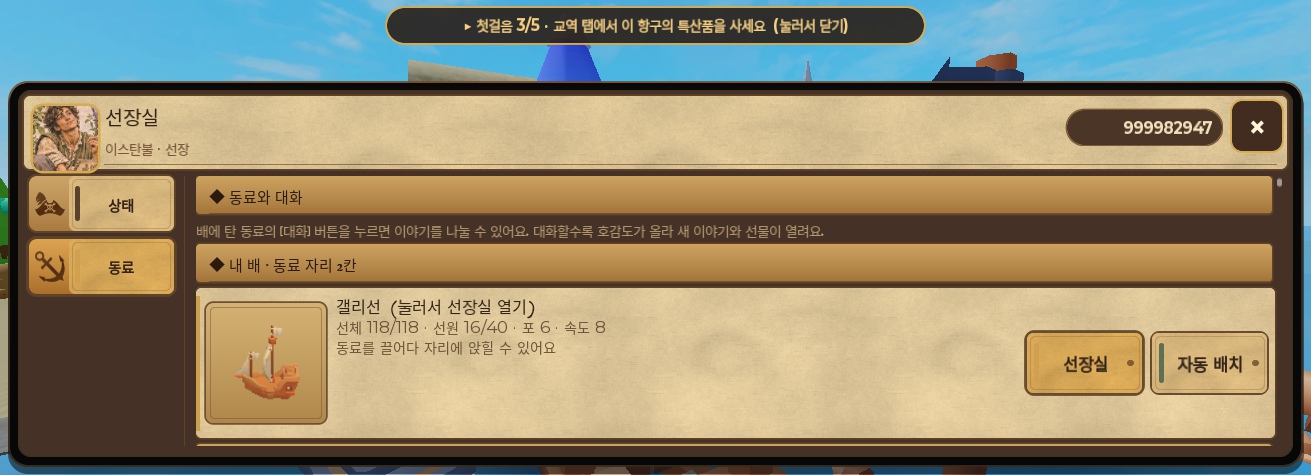 ▸ 첫걸음 3/5 · 교역 탭에서 이 항구의 특산품을 사세요 (눌러서 닫기)
선장실
이스탄불 · 선장
999982947
×
상태
동료
◆ 동료와 대화
배에 탄 동료의 [대화] 버튼을 누르면 이야기를 나눌 수 있어요. 대화할수록 호감도가 올라 새 이야기와 선물이 열려요.
◆ 내 배 · 동료 자리 2칸
갤리선 (눌러서 선장실 열기)
선체 118/118 · 선원 16/40 · 포 6 · 속도 8
동료를 끌어다 자리에 앉힐 수 있어요
선장실
자동 배치